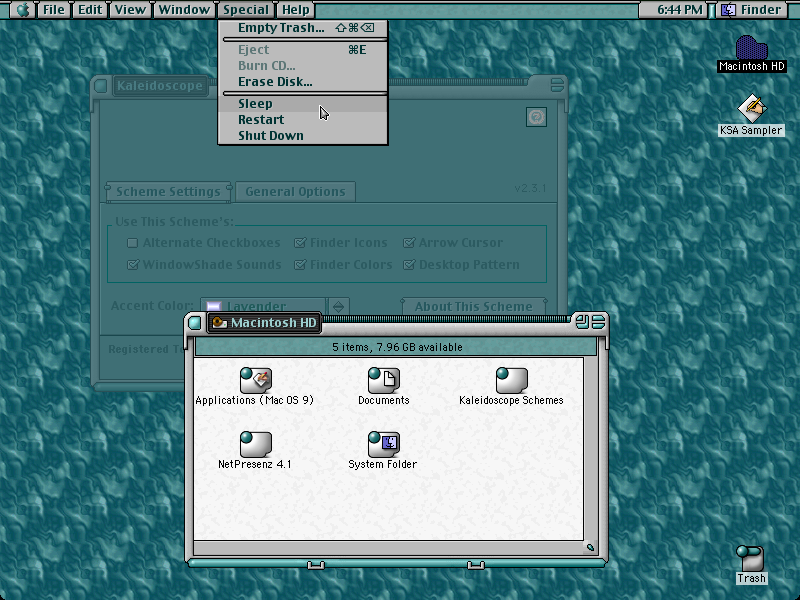 File Edit View Window Special Help 6:44 PM Finder
Empty Trash... ⇧⌘⌫
Eject ⌘E
Burn CD...
Erase Disk...
Sleep
Restart
Shut Down
Macintosh HD
KSA Sampler
Kaleidoscope
Scheme Settings General Options v2.3.1
Use This Scheme's:
Alternate Checkboxes Finder Icons Arrow Cursor
WindowShade Sounds Finder Colors Desktop Pattern
Accent Color: Lavender About This Scheme
Registered
Macintosh HD
5 items, 7.96 GB available
Applications (Mac OS 9) Documents Kaleidoscope Schemes
NetPresenz 4.1 System Folder
Trash